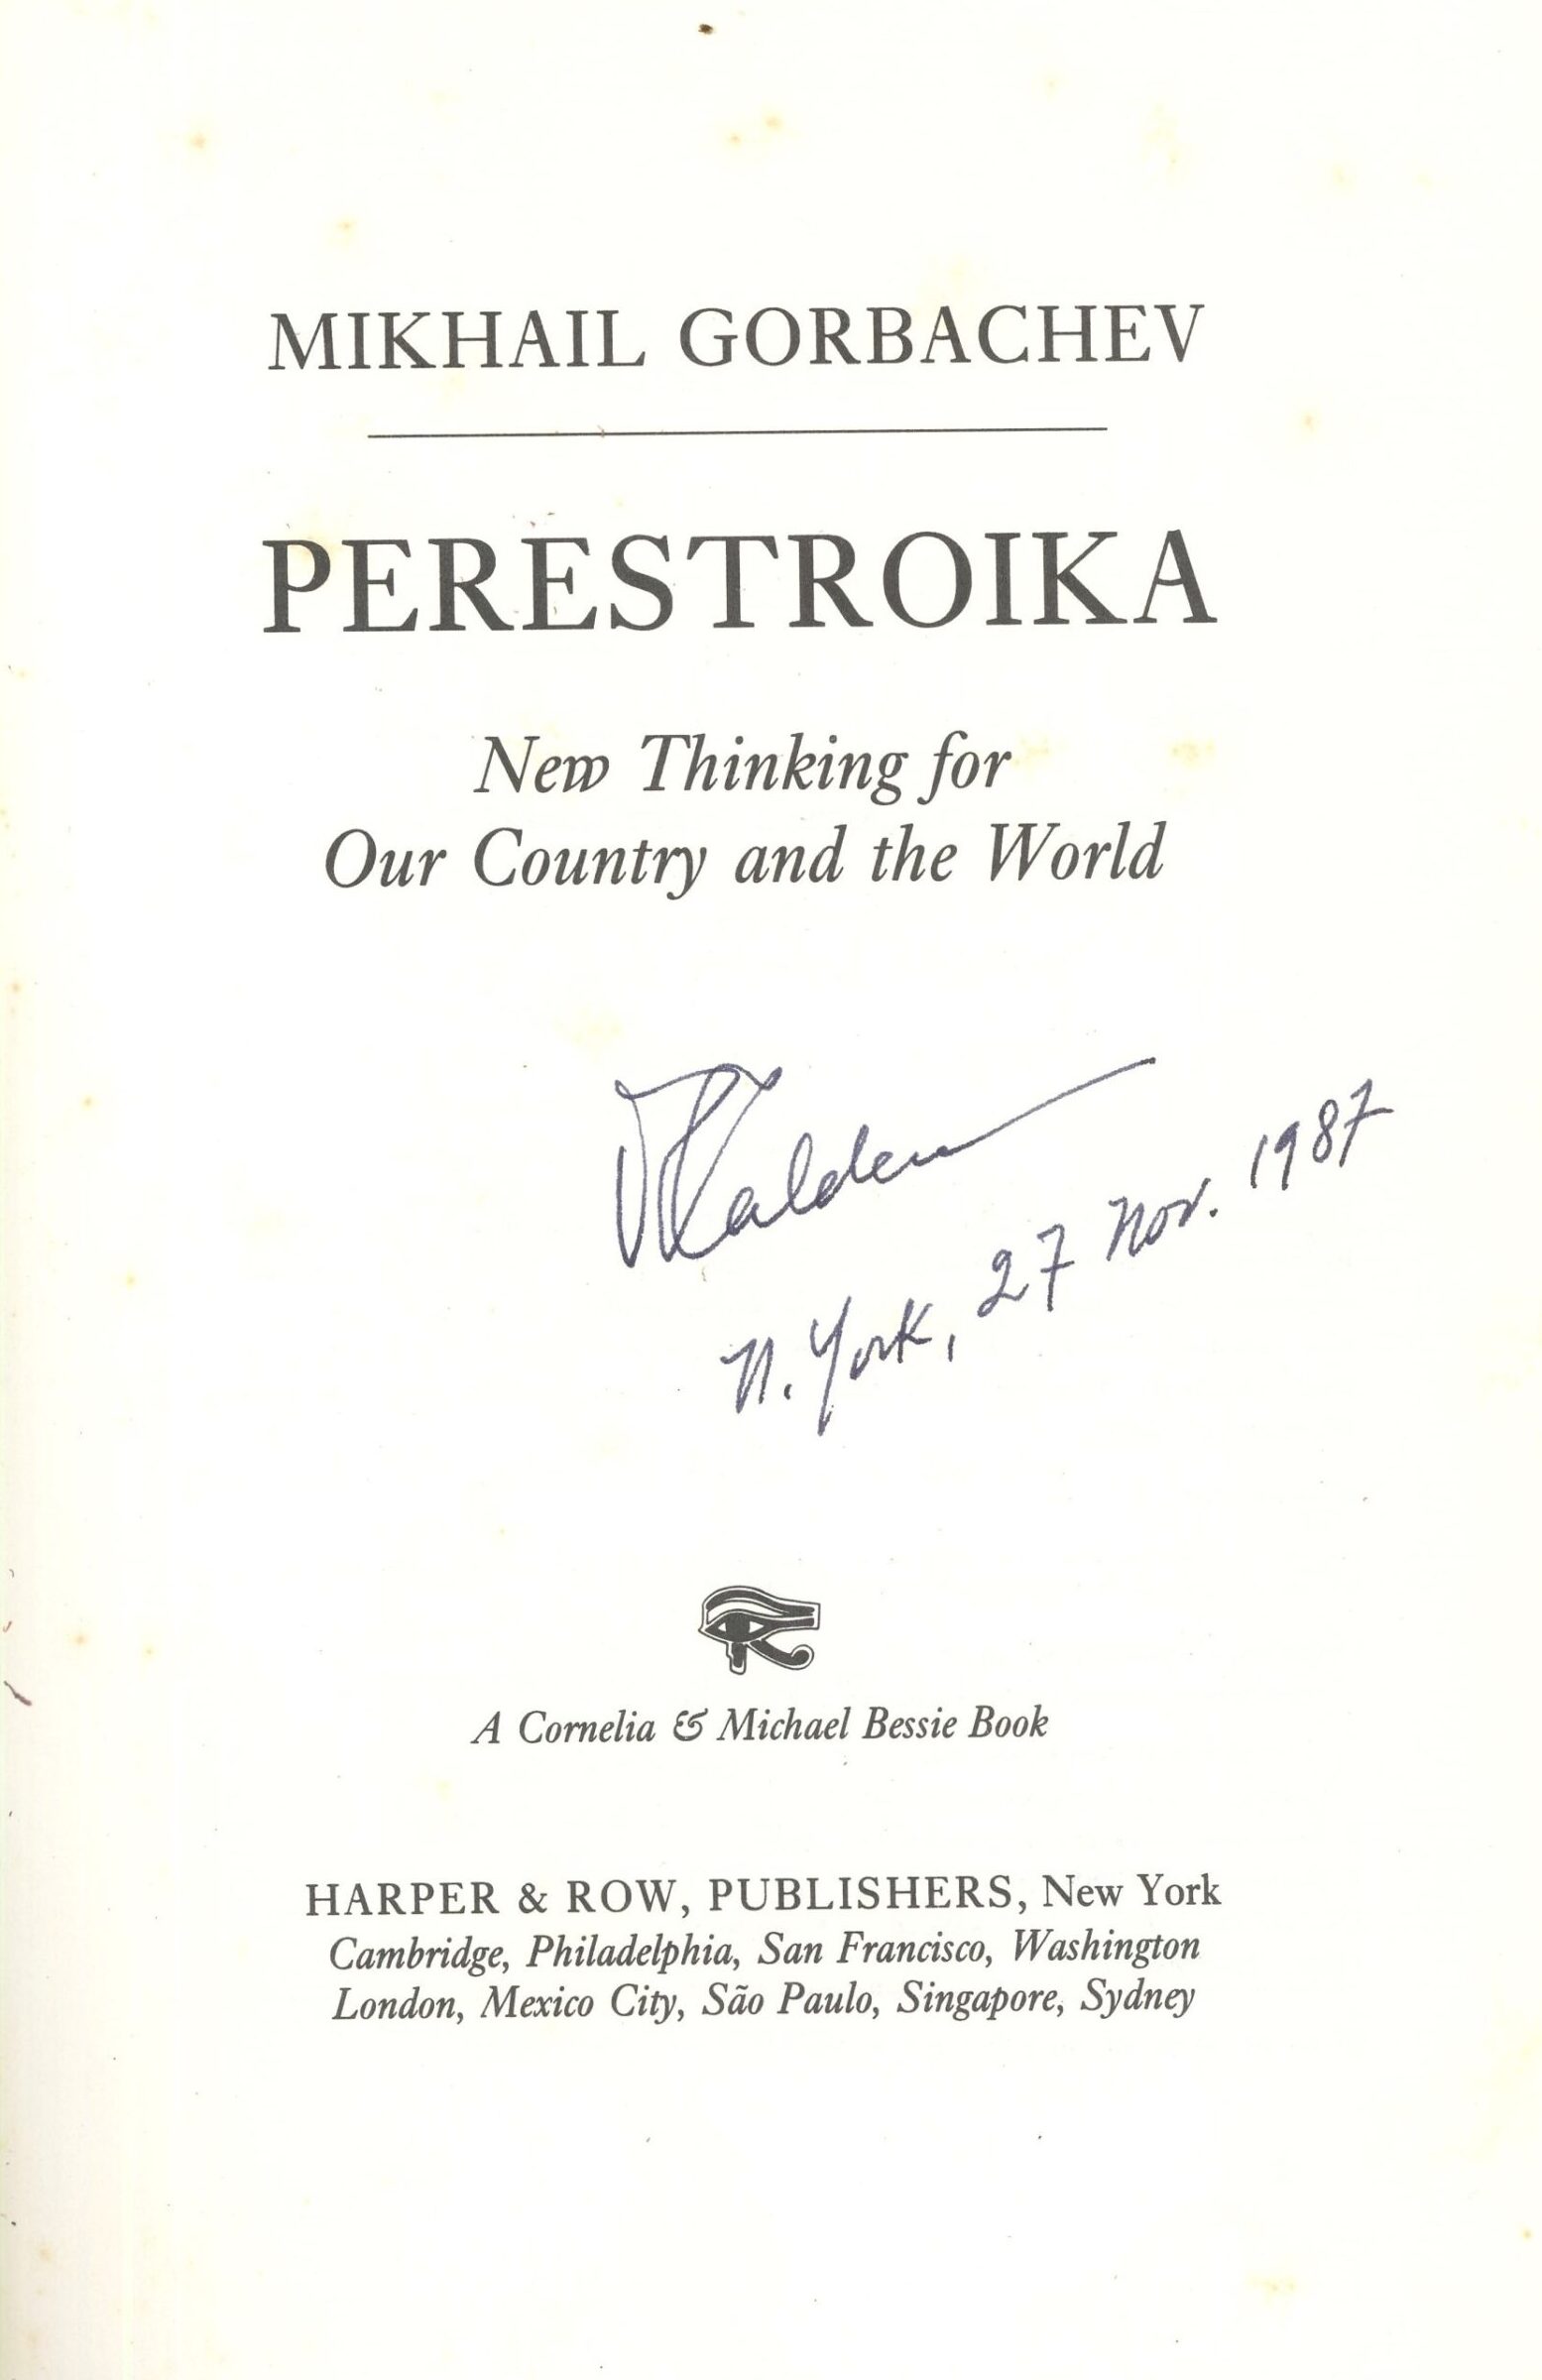 MIKHAIL GORBACHEV
PERESTROIKA
New Thinking for
Our Country and the World
N. York, 27 Nov. 1987
A Cornelia & Michael Bessie Book
HARPER & ROW, PUBLISHERS, New York
Cambridge, Philadelphia, San Francisco, Washington
London, Mexico City, São Paulo, Singapore, Sydney